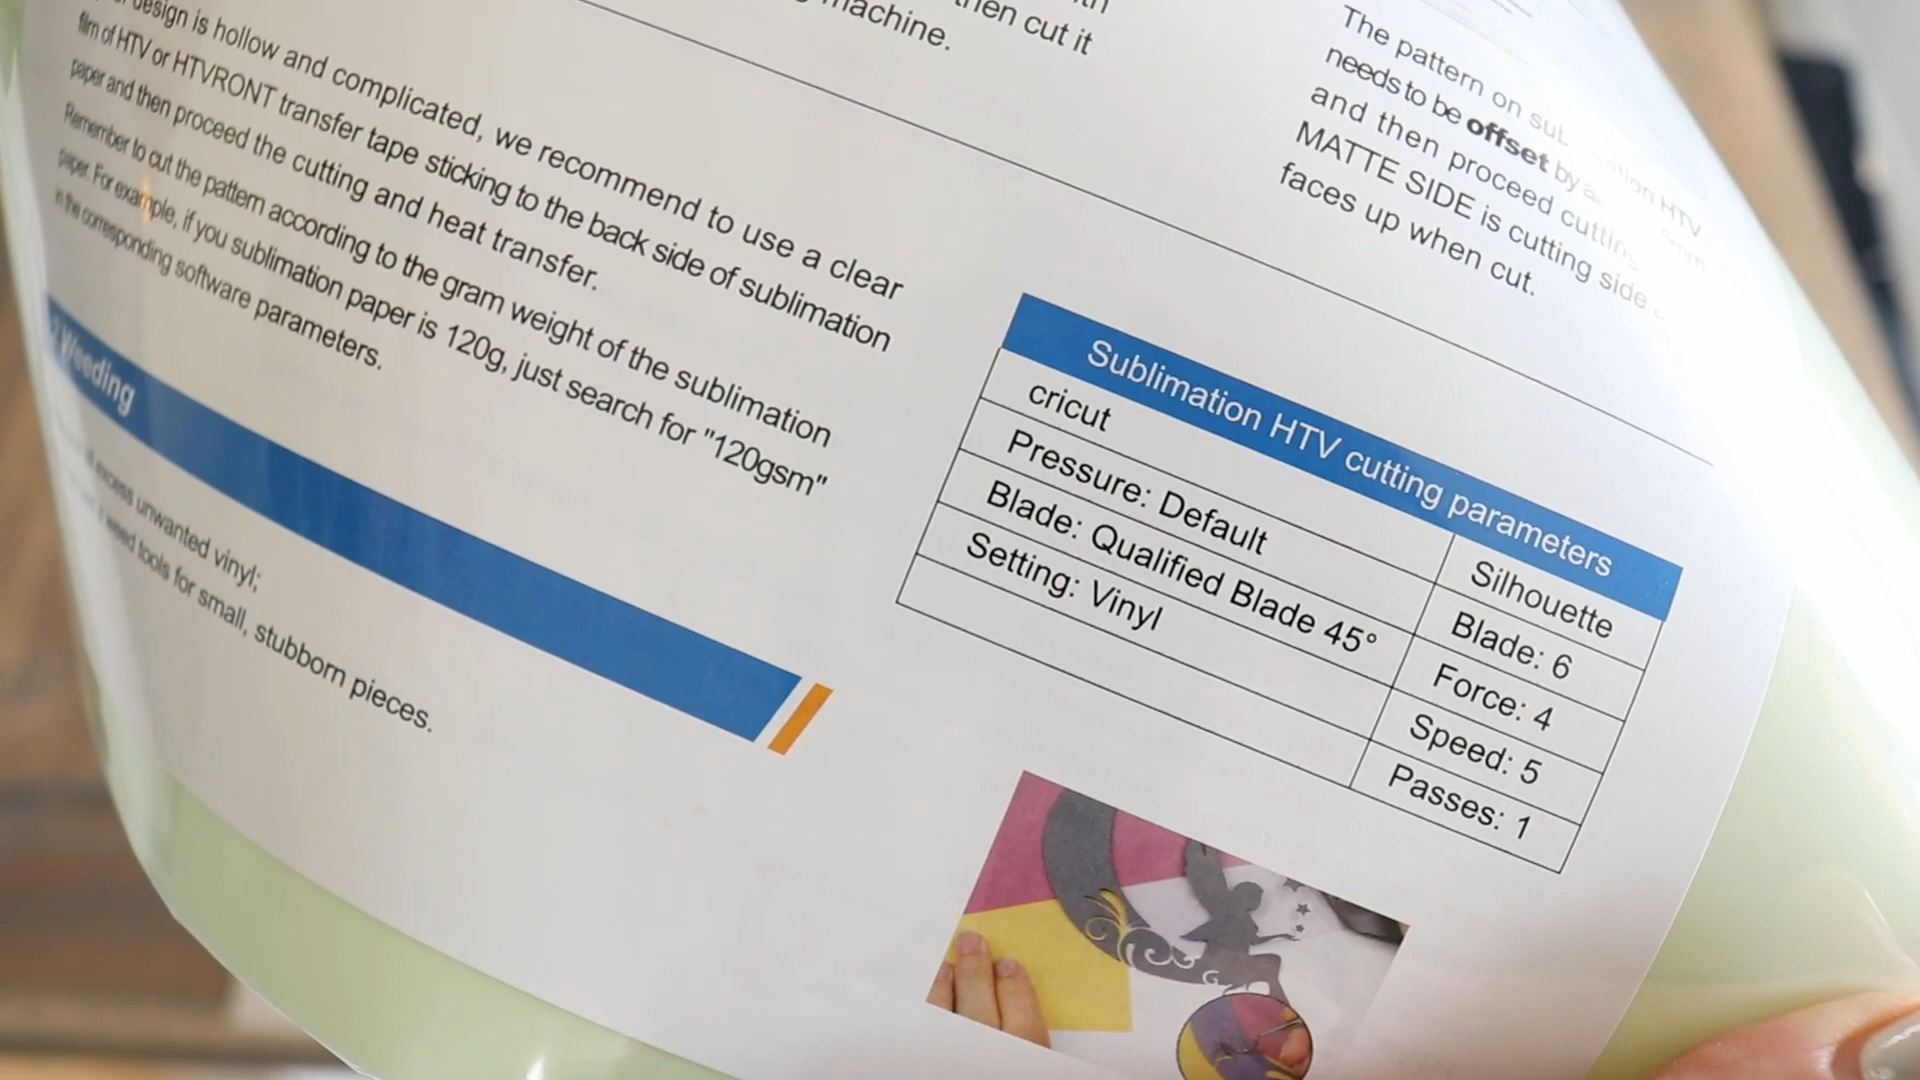 then cut it
machine.
design is hollow and complicated, we recommend to use a clear
film of HTV or HTVRONT transfer tape sticking to the back side of sublimation
paper and then proceed the cutting and heat transfer.
Remember to cut the pattern according to the gram weight of the sublimation
paper. For example, if you sublimation paper is 120g, just search for "120gsm"
in the corresponding software parameters.
Weeding
excess unwanted vinyl;
weed tools for small, stubborn pieces.
The pattern on sublimation HTV
needs to be offset by 5mm
and then proceed cutting
MATTE SIDE is cutting side
faces up when cut.
Sublimation HTV cutting parameters
cricut
Silhouette
Pressure: Default
Blade: 6
Blade: Qualified Blade 45°
Force: 4
Setting: Vinyl
Speed: 5
Passes: 1